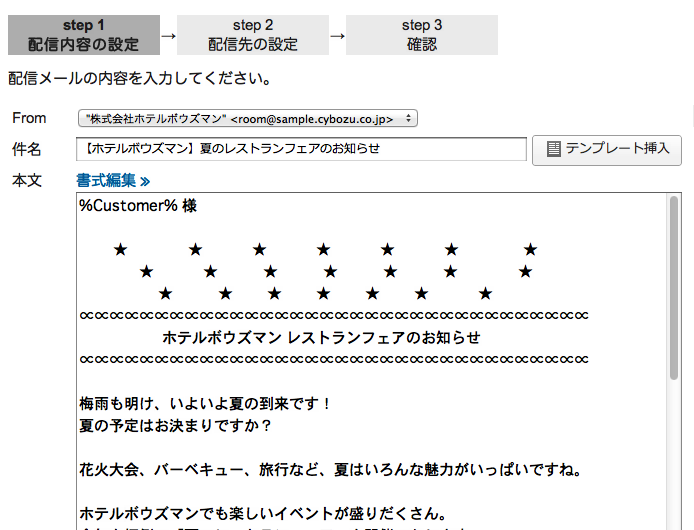 step 1
配信内容の設定
→
step 2
配信先の設定
→
step 3
確認
配信メールの内容を入力してください。
From "株式会社ホテルボウズマン" <room@sample.cybozu.co.jp>
件名 【ホテルボウズマン】夏のレストランフェアのお知らせ テンプレート挿入
本文 書式編集 »
%Customer% 様
★ ★ ★ ★ ★ ★ ★
★ ★ ★ ★ ★ ★ ★
★ ★ ★ ★ ★ ★ ★
∝∝∝∝∝∝∝∝∝∝∝∝∝∝∝∝∝∝∝∝∝∝∝∝∝∝∝∝∝∝∝∝∝∝
ホテルボウズマン レストランフェアのお知らせ
∝∝∝∝∝∝∝∝∝∝∝∝∝∝∝∝∝∝∝∝∝∝∝∝∝∝∝∝∝∝∝∝∝∝
梅雨も明け、いよいよ夏の到来です！
夏の予定はお決まりですか？
花火大会、バーベキュー、旅行など、夏はいろんな魅力がいっぱいですね。
ホテルボウズマンでも楽しいイベントが盛りだくさん。